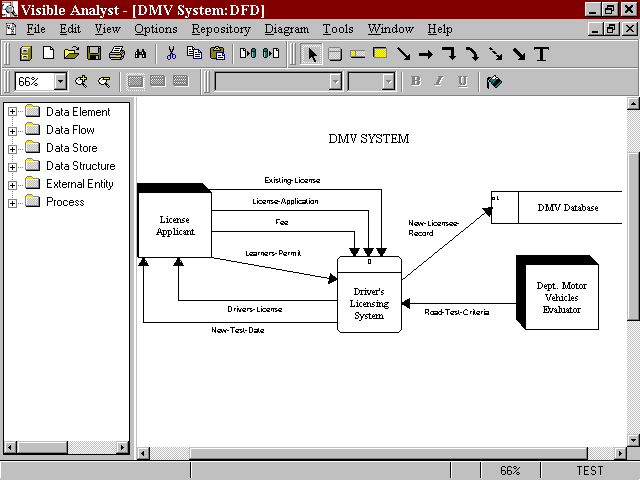 Visible Analyst - [DMV System:DFD]
File Edit View Options Repository Diagram Tools Window Help
T
66% B I U
Data Element
Data Flow
Data Store
Data Structure
External Entity
Process
DMV SYSTEM
Existing-License
License-Application
Fee
Learners-Permit
License
Applicant
New-Licensee-
Record
d1
DMV Database
0
Driver's
Licensing
System
Dept. Motor
Vehicles
Evaluator
Drivers-License
New-Test-Date
Road-Test-Criteria
66% TEST